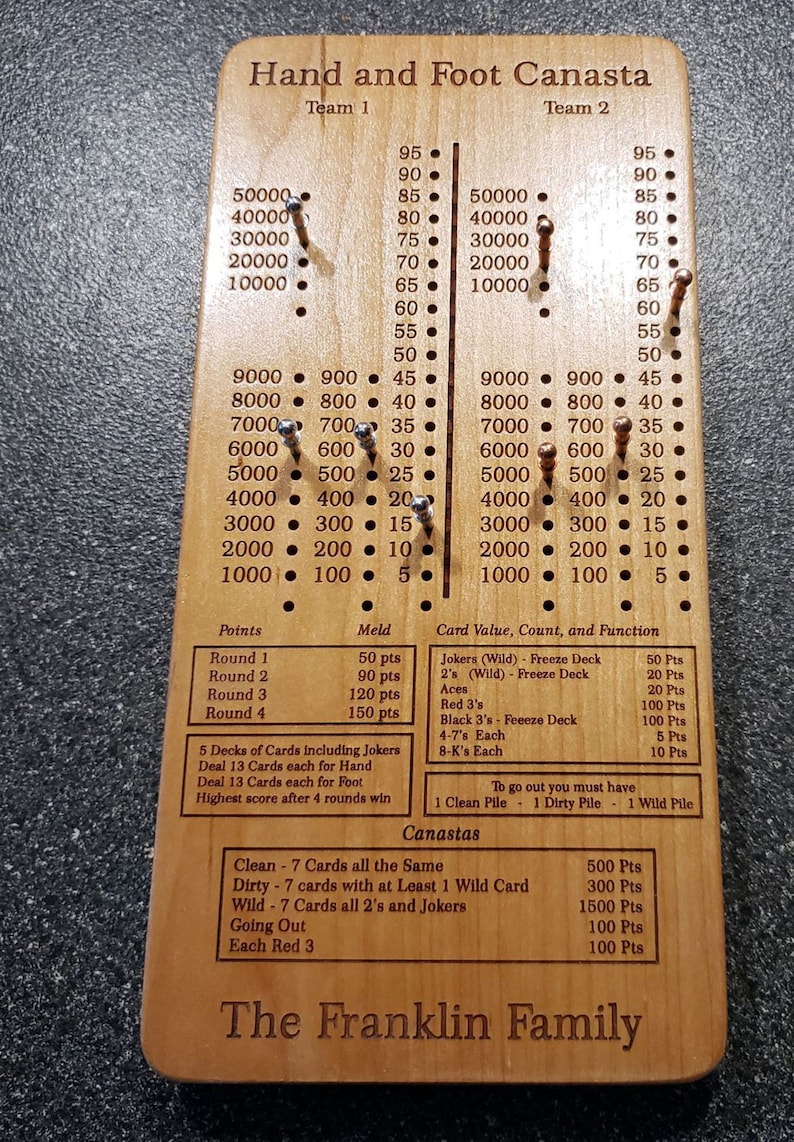 Hand and Foot Canasta
Team 1 Team 2
95 95
90 90
50000 85 50000 85
40000 80 40000 80
30000 75 30000 75
20000 70 20000 70
10000 65 10000 65
60 60
55 55
50 50
9000 900 45 9000 900 45
8000 800 40 8000 800 40
7000 700 35 7000 700 35
6000 600 30 6000 600 30
5000 500 25 5000 500 25
4000 400 20 4000 400 20
3000 300 15 3000 300 15
2000 200 10 2000 200 10
1000 100 5 1000 100 5
Points Meld
Round 1 50 pts
Round 2 90 pts
Round 3 120 pts
Round 4 150 pts
5 Decks of Cards including Jokers
Deal 13 Cards each for Hand
Deal 13 Cards each for Foot
Highest score after 4 rounds win
Card Value, Count, and Function
Jokers (Wild) - Freeze Deck 50 Pts
2's (Wild) - Freeze Deck 20 Pts
Aces 20 Pts
Red 3's 100 Pts
Black 3's - Feeeze Deck 100 Pts
4-7's Each 5 Pts
8-K's Each 10 Pts
To go out you must have
1 Clean Pile - 1 Dirty Pile - 1 Wild Pile
Canastas
Clean - 7 Cards all the Same 500 Pts
Dirty - 7 cards with at Least 1 Wild Card 300 Pts
Wild - 7 Cards all 2's and Jokers 1500 Pts
Going Out 100 Pts
Each Red 3 100 Pts
The Franklin Family